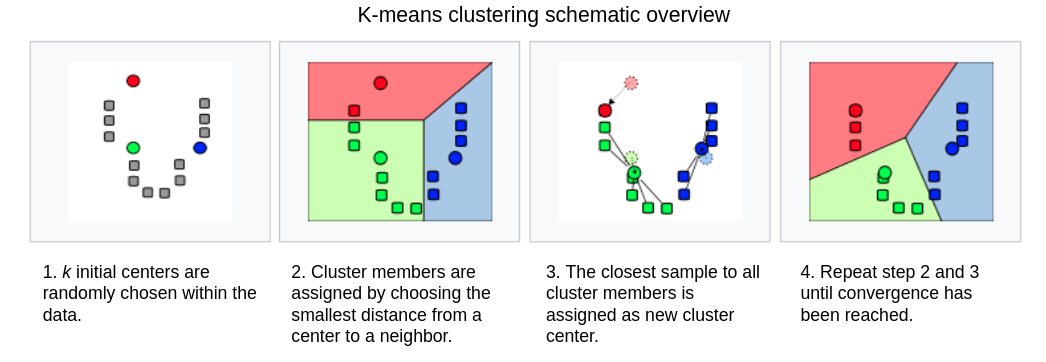 K-means clustering schematic overview
1. k initial centers are
randomly chosen within the
data.
2. Cluster members are
assigned by choosing the
smallest distance from a
center to a neighbor.
3. The closest sample to all
cluster members is
assigned as new cluster
center.
4. Repeat step 2 and 3
until convergence has
been reached.